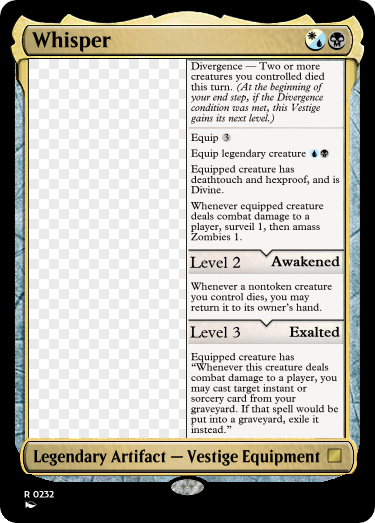 Whisper
Divergence — Two or more
creatures you controlled died
this turn. (At the beginning of
your end step, if the Divergence
condition was met, this Vestige
gains its next level.)
Equip 3
Equip legendary creature
Equipped creature has
deathtouch and hexproof, and is
Divine.
Whenever equipped creature
deals combat damage to a
player, surveil 1, then amass
Zombies 1.
Level 2 Awakened
Whenever a nontoken creature
you control dies, you may
return it to its owner's hand.
Level 3 Exalted
Equipped creature has
“Whenever this creature deals
combat damage to a player, you
may cast target instant or
sorcery card from your
graveyard. If that spell would be
put into a graveyard, exile it
instead.”
Legendary Artifact — Vestige Equipment
R 0232